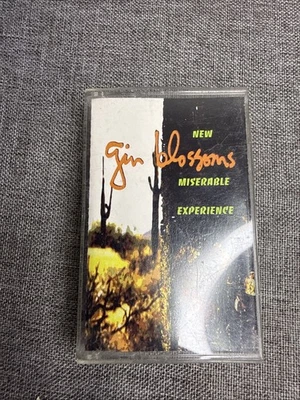 NEW
gin blossoms
MISERABLE
EXPERIENCE